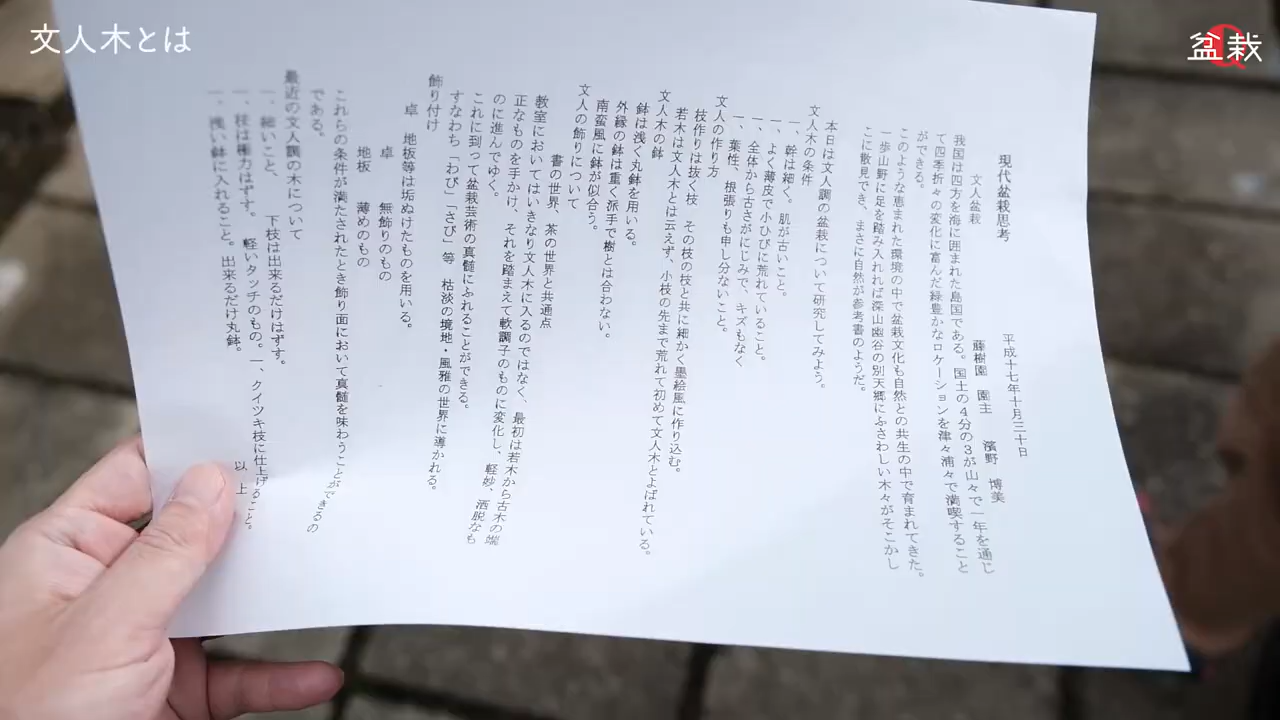 文人木とは
盆栽
Q
現代盆栽思考
平成十七年十月三十日
文人盆栽
藤樹園　園主　濱野　博美
我国は四方を海に囲まれた島国である。国土の4分の3が山々で一年を通じ
て四季折々の変化に富んだ緑豊かなロケーションを津々浦々で満喫すること
ができる。
このような恵まれた環境の中で盆栽文化も自然との共生の中で育まれてきた。
一歩山野に足を踏み入れれば深山幽谷の別天郷にふさわしい木々がそこかし
こに散見でき、まさに自然が参考書のようだ。
本日は文人調の盆栽について研究してみよう。
文人木の条件
一、幹は細く。肌が古いこと。
一、よく薄皮で小ひびに荒れていること。
一、全体から古さがにじみで、キズもなく
一、葉性、根張りも申し分ないこと。
文人の作り方
枝作りは抜く枝　その枝の枝と共に細かく墨絵風に作り込む。
若木は文人木とは云えず、小枝の先まで荒れて初めて文人木とよばれている。
文人木の鉢
鉢は浅く丸鉢を用いる。
外縁の鉢は重く派手で樹とは合わない。
南蛮風に鉢が似合う。
文人の飾りについて
書の世界、茶の世界と共通点
教室においてはいきなり文人木に入るのではなく、最初は若木から古木の端
正なものを手かけ、それを踏まえて軟調子のものに変化し、軽妙、洒脱なも
のに進んでゆく。
これに到って盆栽芸術の真髄にふれることができる。
すなわち「わび」「さび」等　枯淡の境地・風雅の世界に導かれる。
飾り付け
卓　地板等は垢ぬけたものを用いる。
卓　無飾りのもの
地板　薄めのもの
これらの条件が満たされたとき飾り面において真髄を味わうことができるの
である。
最近の文人調の木について
一、細いこと、　下枝は出来るだけはずす。
一、枝は極力はずす。　軽いタッチのもの。一、クイツキ枝に仕上げること。
一、浅い鉢に入れること。出来るだけ丸鉢。
以上